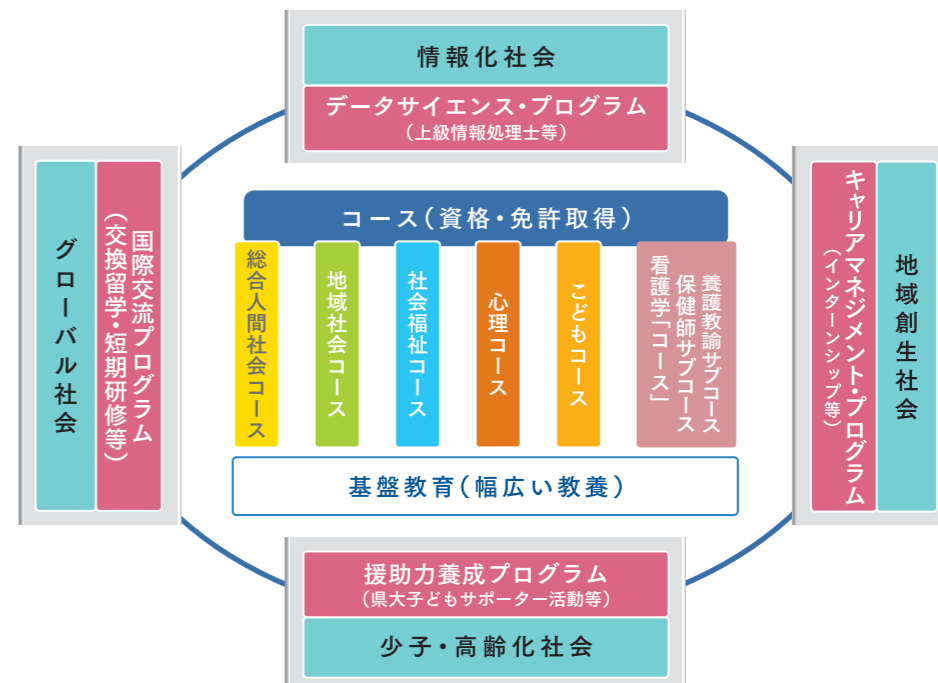 情報化社会
データサイエンス・プログラム
（上級情報処理士等）
グローバル社会
国際交流プログラム
（交換留学・短期研修等）
コース（資格・免許取得）
総合人間社会コース
地域社会コース
社会福祉コース
心理コース
こどもコース
養護教諭サブコース
保健師サブコース
看護学「コース」
キャリアマネジメント・プログラム
（インターンシップ等）
地域創生社会
基盤教育（幅広い教養）
援助力養成プログラム
（県大子どもサポーター活動等）
少子・高齢化社会